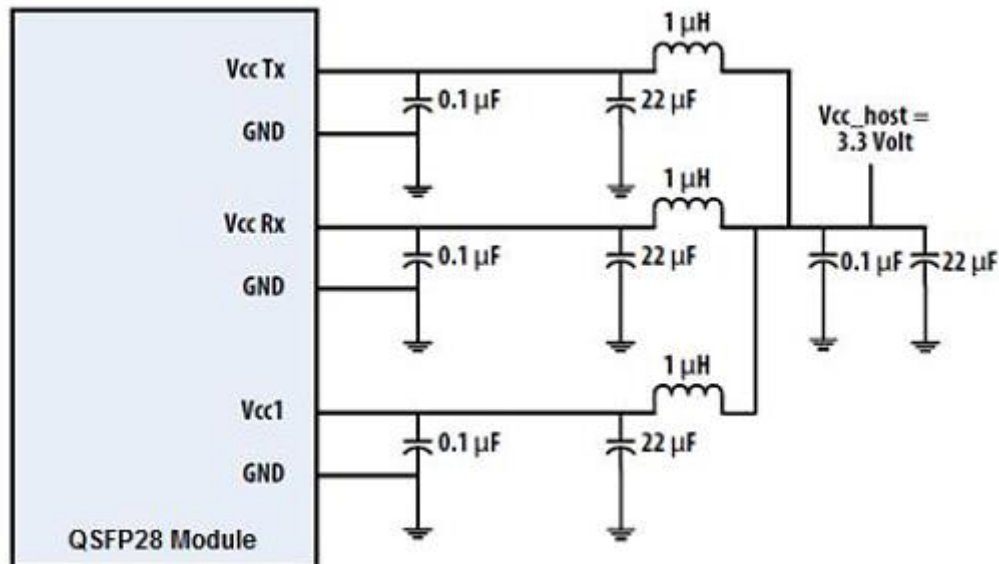 1 μH
Vcc Tx
0.1 μF
22 μF
GND
Vcc_host =
3.3 Volt
1 μH
Vcc Rx
0.1 μF
22 μF
0.1 μF
22 μF
GND
1 μH
Vcc1
0.1 μF
22 μF
GND
QSFP28 Module